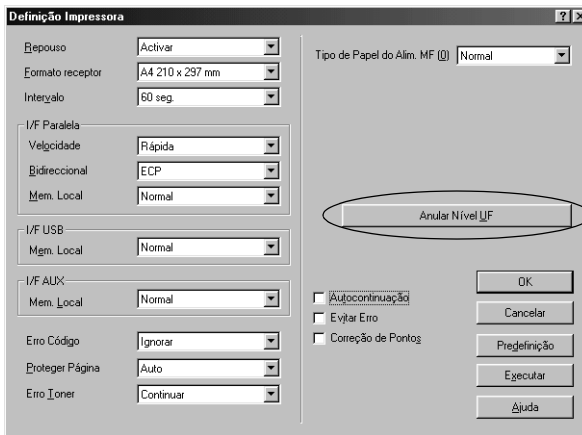 Definição Impressora
Repouso Activar
Formato receptor A4 210 x 297 mm
Intervalo 60 seg.
I/F Paralela
Velocidade Rápida
Bidireccional ECP
Mem. Local Normal
I/F USB
Mem. Local Normal
I/F AUX
Mem. Local Normal
Erro Código Ignorar
Proteger Página Auto
Erro Toner Continuar
Tipo de Papel do Alim. MF (0) Normal
Anular Nível UF
Autocontinuação
Evitar Erro
Correção de Pontos
OK
Cancelar
Predefinição
Executar
Ajuda